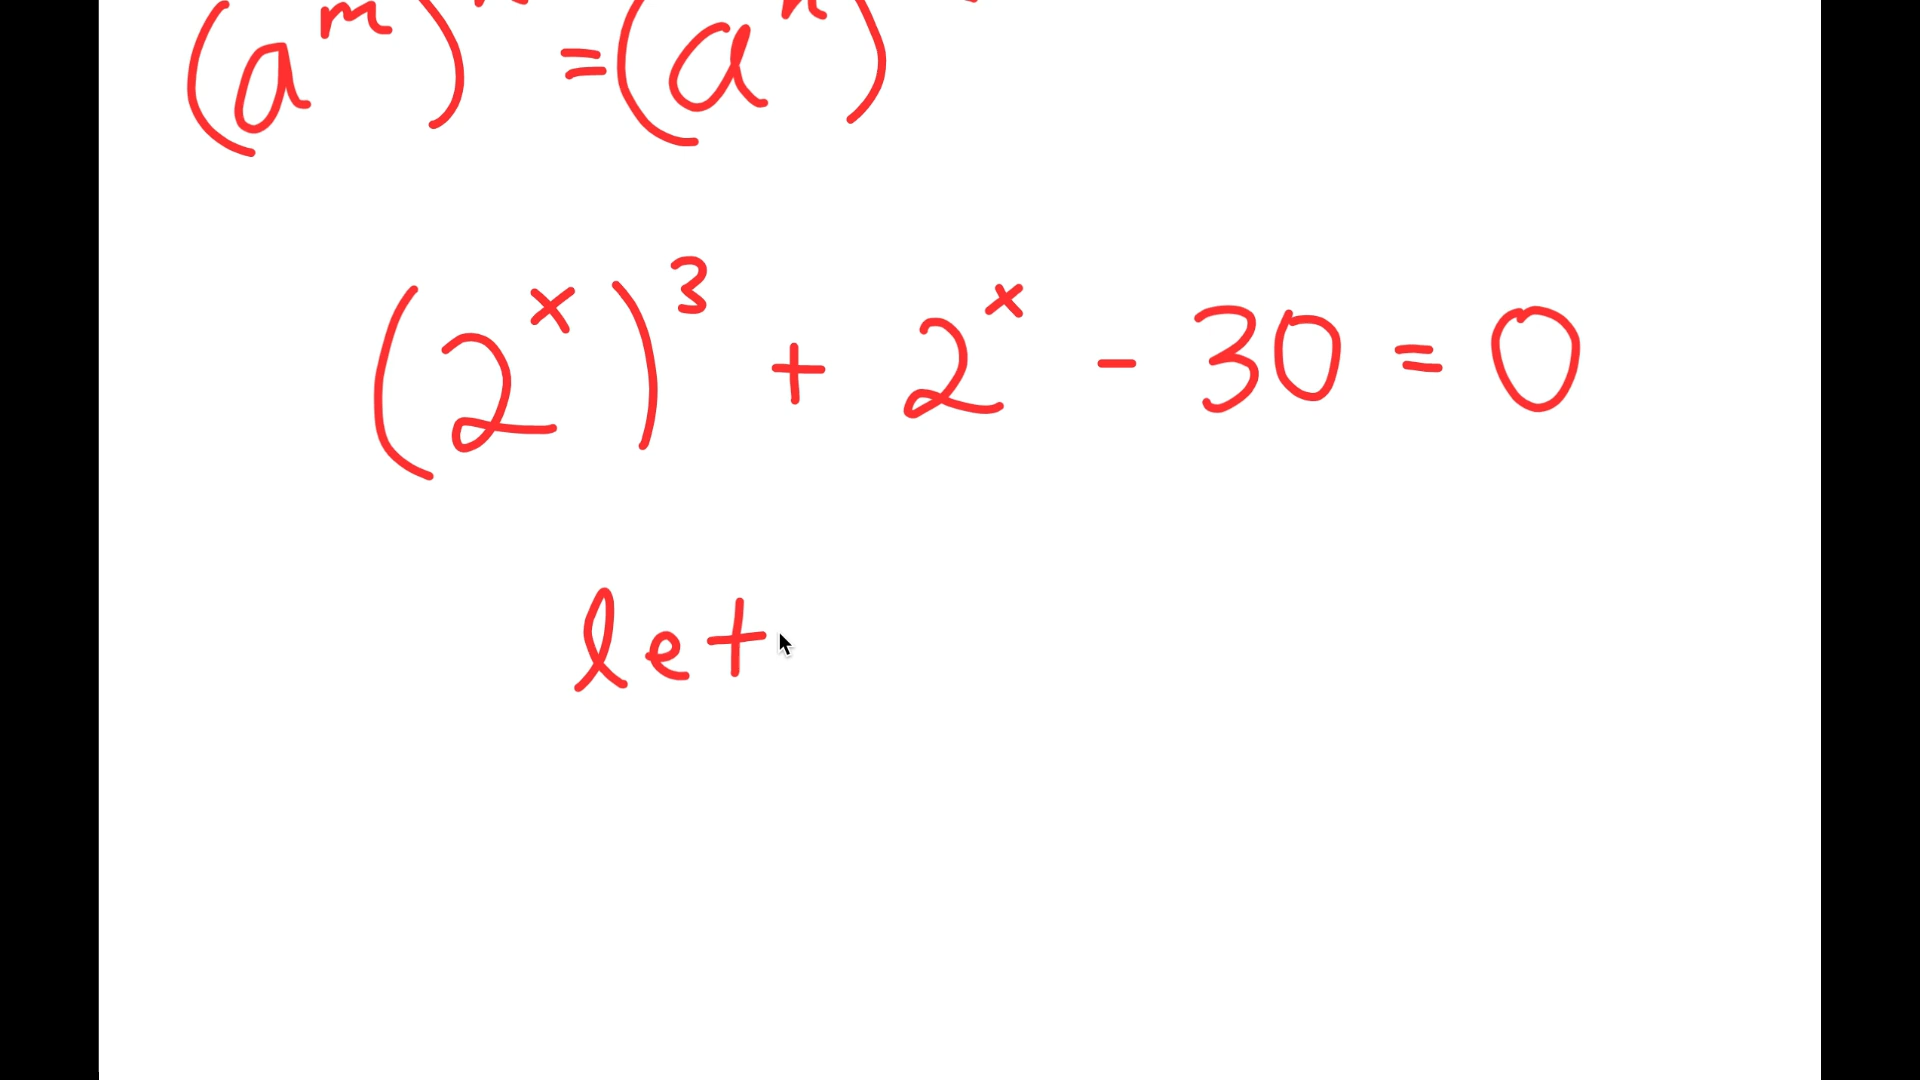 (a^m)^n = (a^n)
(2^x)^3 + 2^x - 30 = 0
let